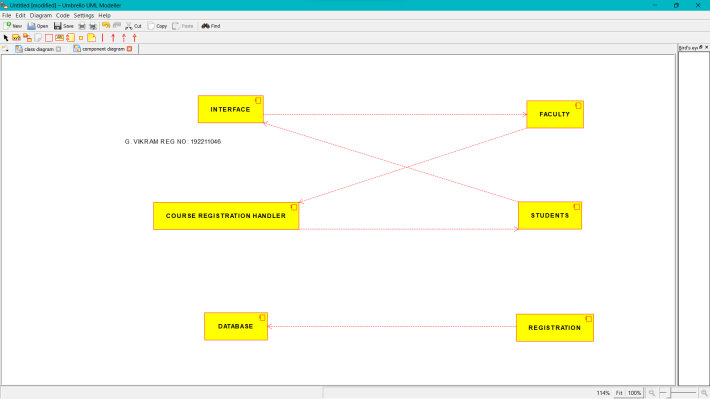 Untitled [modified] – Umbrello UML Modeller
File Edit Diagram Code Settings Help
New Open Save Cut Copy Paste Find
class diagram component diagram
INTERFACE
FACULTY
G. VIKRAM REG NO: 192211046
COURSE REGISTRATION HANDLER
STUDENTS
DATABASE
REGISTRATION
114% Fit 100%